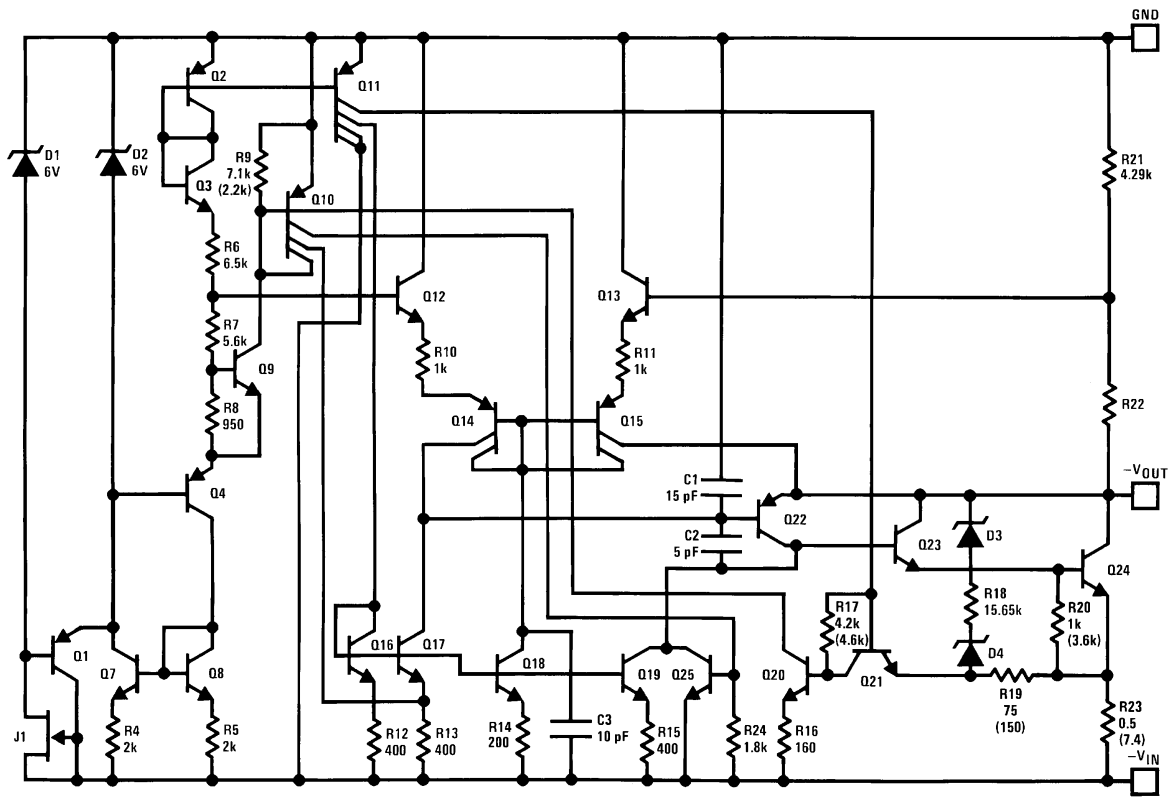 GND
Q2
Q11
D1
6V
D2
6V
R9
7.1k
(2.2k)
Q3
Q10
R21
4.29k
R6
6.5k
Q12
Q13
R7
5.6k
Q9
R10
1k
R11
1k
R8
950
Q14
Q15
R22
Q4
C1
15 pF
-VOUT
Q22
C2
5 pF
Q23
D3
Q24
R18
15.65k
R17
4.2k
(4.6k)
R20
1k
(3.6k)
Q1
Q7
Q8
Q16
Q17
Q18
Q19
Q25
Q20
Q21
D4
R19
75
(150)
J1
R4
2k
R5
2k
R12
400
R13
400
R14
200
C3
10 pF
R15
400
R24
1.8k
R16
160
R23
0.5
(7.4)
-VIN